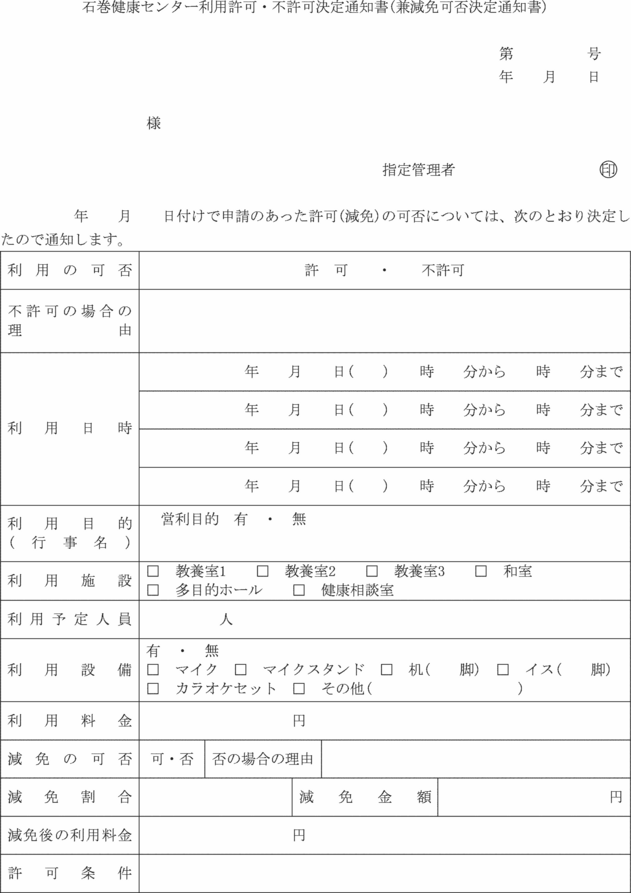 石巻健康センター利用許可・不許可決定通知書(兼減免可否決定通知書)
第　　　　　号
年　　月　　日
様
指定管理者　　　　　㊞
年　　月　　日付けで申請のあった許可(減免)の可否については、次のとおり決定し
たので通知します。
利用の可否　許　可　・　不許可
不許可の場合の
理由
利用日時
年　　月　　日(　　)　　時　　分から　　時　　分まで
年　　月　　日(　　)　　時　　分から　　時　　分まで
年　　月　　日(　　)　　時　　分から　　時　　分まで
年　　月　　日(　　)　　時　　分から　　時　　分まで
利用目的
(行事名)
営利目的　有　・　無
利用施設
□　教養室1　　□　教養室2　　□　教養室3　　□　和室
□　多目的ホール　　□　健康相談室
利用予定人員　　人
利用設備
有　・　無
□　マイク　□　マイクスタンド　□　机(　　脚)　□　イス(　　脚)
□　カラオケセット　□　その他(　　　　　　　　　　)
利用料金　　円
減免の可否　可・否　否の場合の理由
減免割合　　減免金額　　円
減免後の利用料金　　円
許可条件